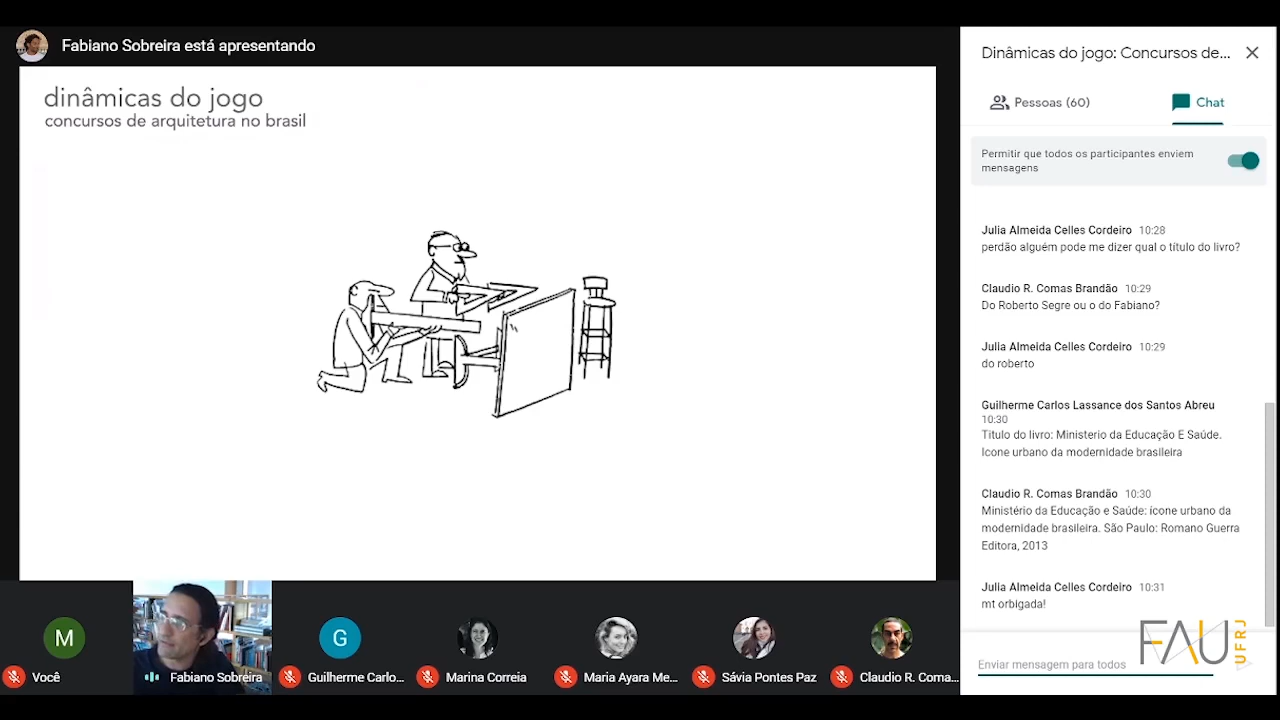 Fabiano Sobreira está apresentando
dinâmicas do jogo
concursos de arquitetura no brasil
M
Você
Fabiano Sobreira
G
Guilherme Carlo...
Marina Correia
Maria Ayara Me...
Sávia Pontes Paz
Claudio R. Coma...
Dinâmicas do jogo: Concursos de...
Pessoas (60)
Chat
Permitir que todos os participantes enviem
mensagens
Julia Almeida Celles Cordeiro 10:28
perdão alguém pode me dizer qual o título do livro?
Claudio R. Comas Brandão 10:29
Do Roberto Segre ou o do Fabiano?
Julia Almeida Celles Cordeiro 10:29
do roberto
Guilherme Carlos Lassance dos Santos Abreu
10:30
Titulo do livro: Ministerio da Educação E Saúde.
Icone urbano da modernidade brasileira
Claudio R. Comas Brandão 10:30
Ministério da Educação e Saúde: ícone urbano da
modernidade brasileira. São Paulo: Romano Guerra
Editora, 2013
Julia Almeida Celles Cordeiro 10:31
mt orbigada!
Enviar mensagem para todos
FAU
UFRJ